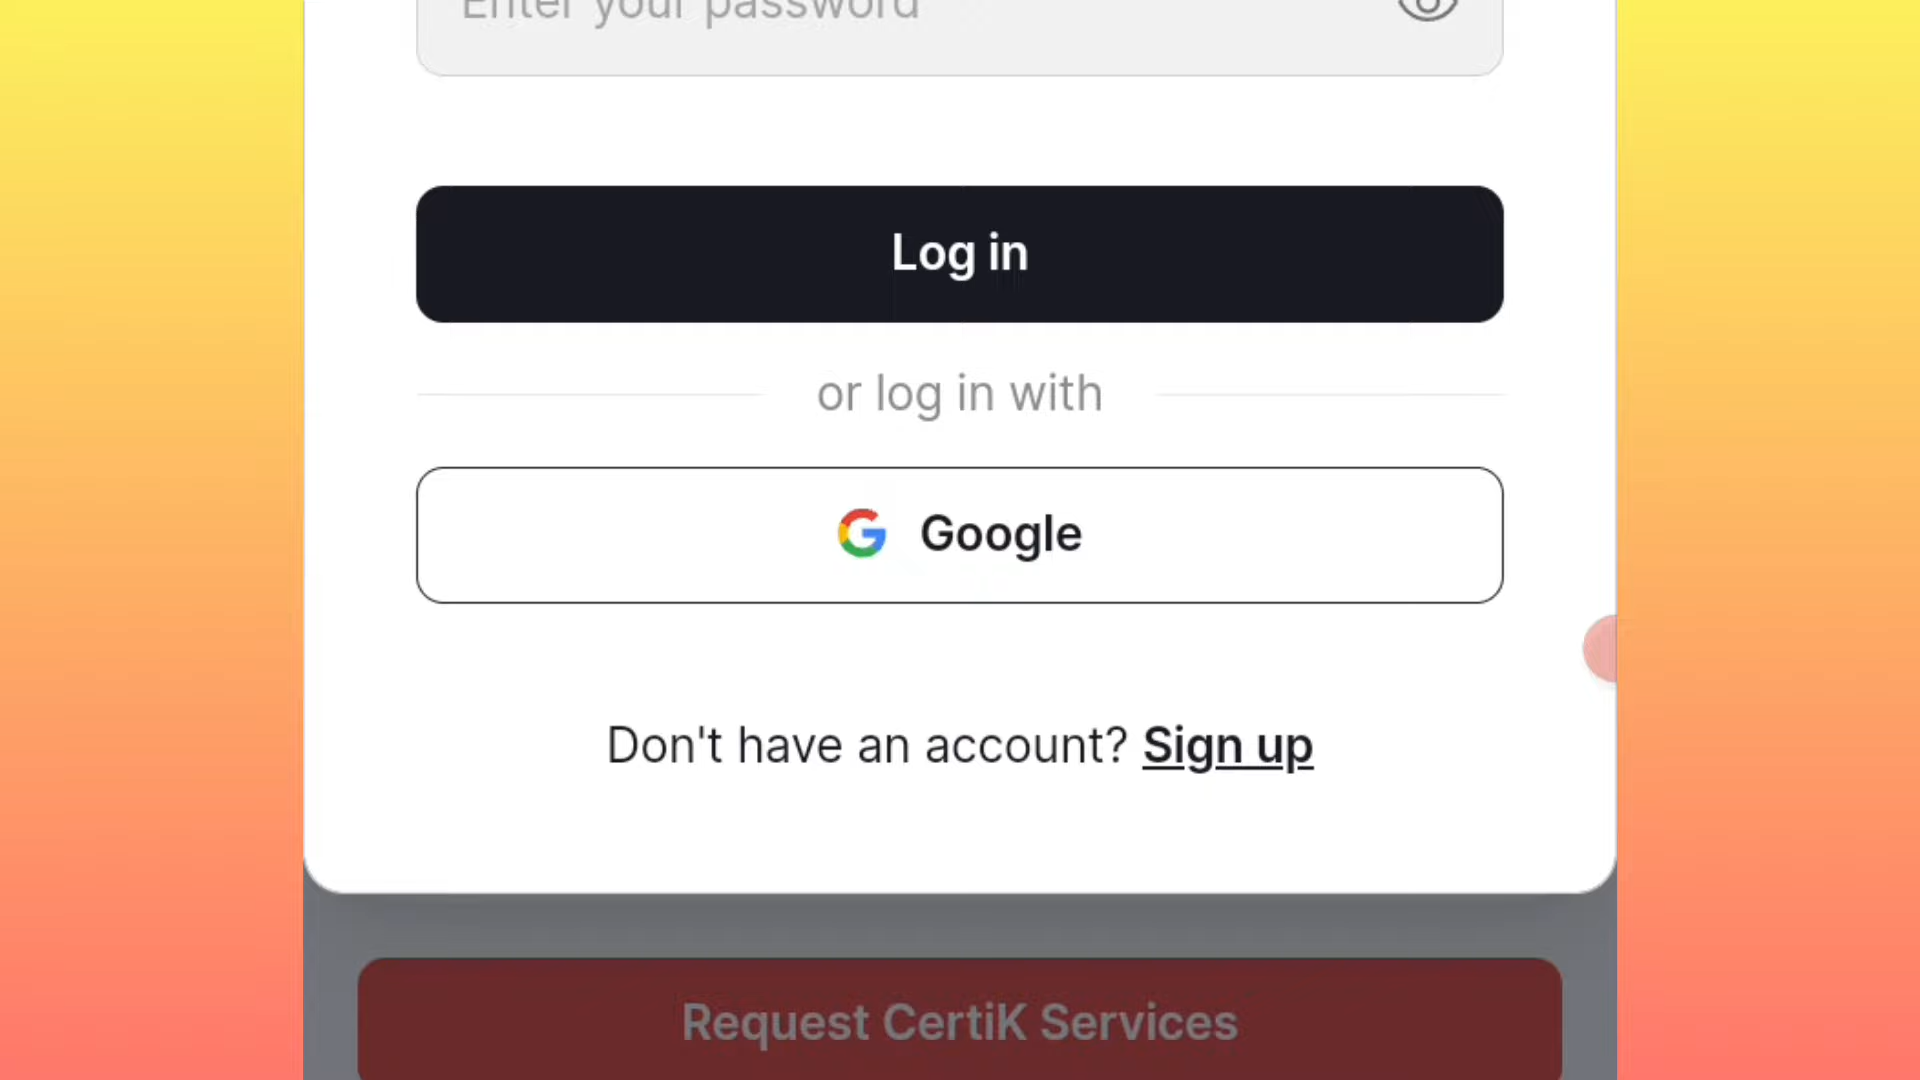 Enter your password
Log in
or log in with
Google
Don't have an account? Sign up
Request CertiK Services